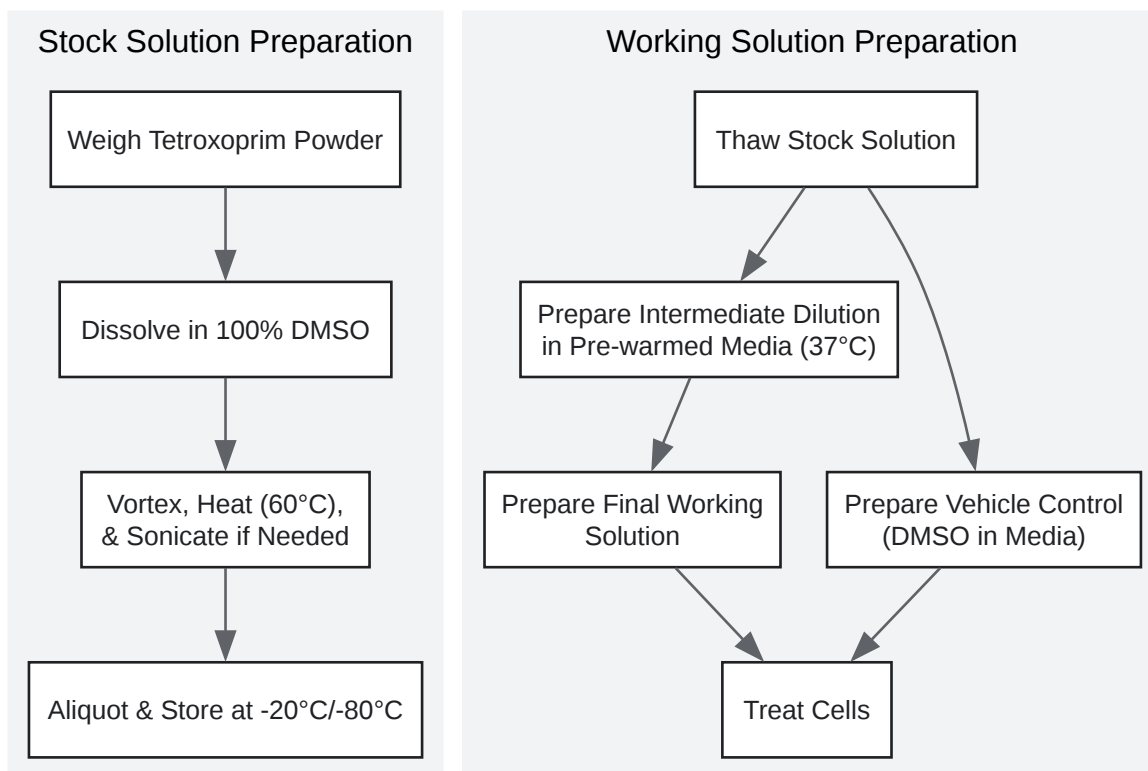 Stock Solution Preparation
Weigh Tetroxoprim Powder
Dissolve in 100% DMSO
Vortex, Heat (60°C),
& Sonicate if Needed
Aliquot & Store at -20°C/-80°C
Working Solution Preparation
Thaw Stock Solution
Prepare Intermediate Dilution
in Pre-warmed Media (37°C)
Prepare Final Working
Solution
Prepare Vehicle Control
(DMSO in Media)
Treat Cells